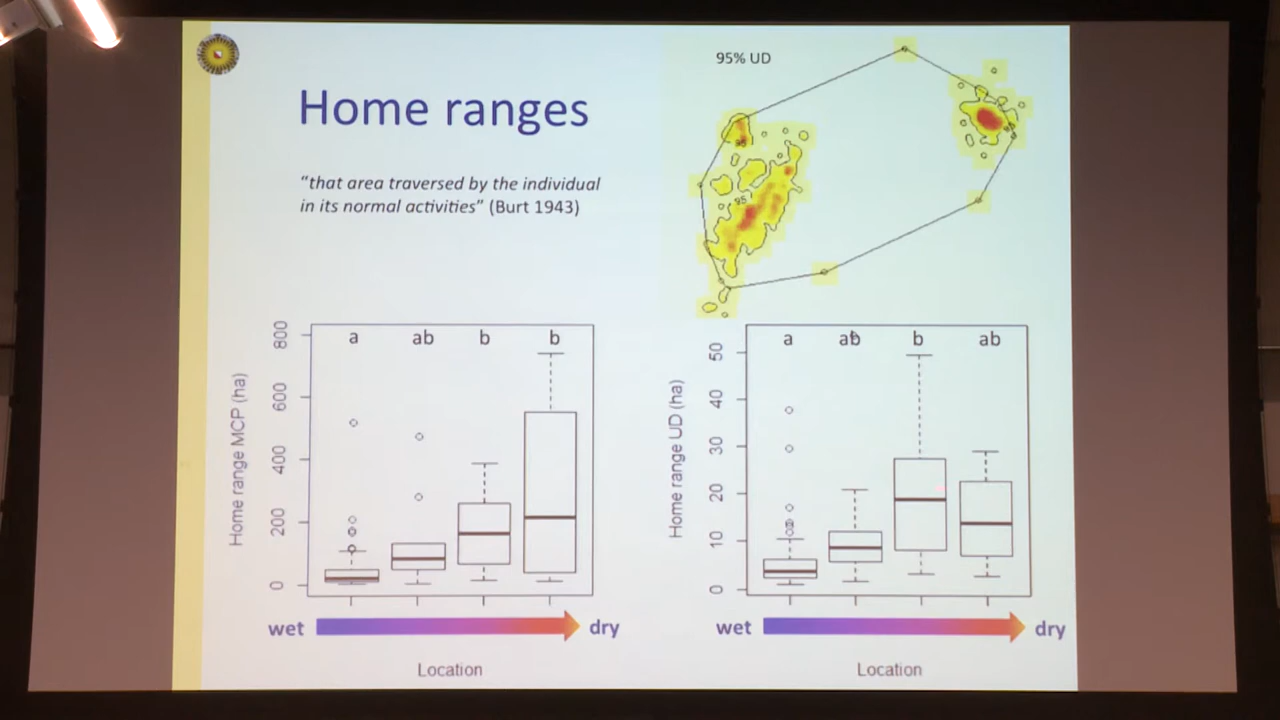 Home ranges
"that area traversed by the individual
in its normal activities" (Burt 1943)
95% UD
95
a ab b b
800
600
400
200
0
Home range MCP (ha)
wet dry
Location
a ab b ab
50
40
30
20
10
0
Home range UD (ha)
wet dry
Location